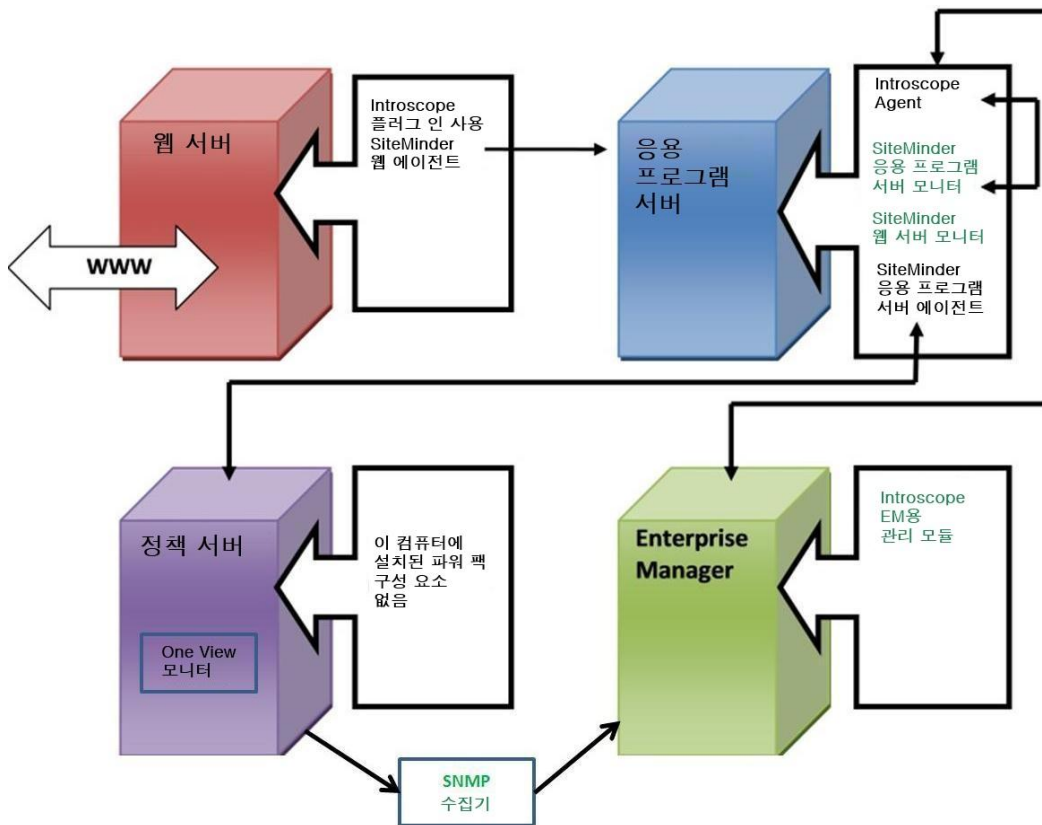 웹 서버
Introscope
플러그 인 사용
SiteMinder
웹 에이전트
WWW
응용
프로그램
서버
Introscope
Agent
SiteMinder
응용 프로그램
서버 모니터
SiteMinder
웹 서버 모니터
SiteMinder
응용 프로그램
서버 에이전트
정책 서버
One View
모니터
이 컴퓨터에
설치된 파워 팩
구성 요소
없음
Enterprise
Manager
Introscope
EM용
관리 모듈
SNMP
수집기